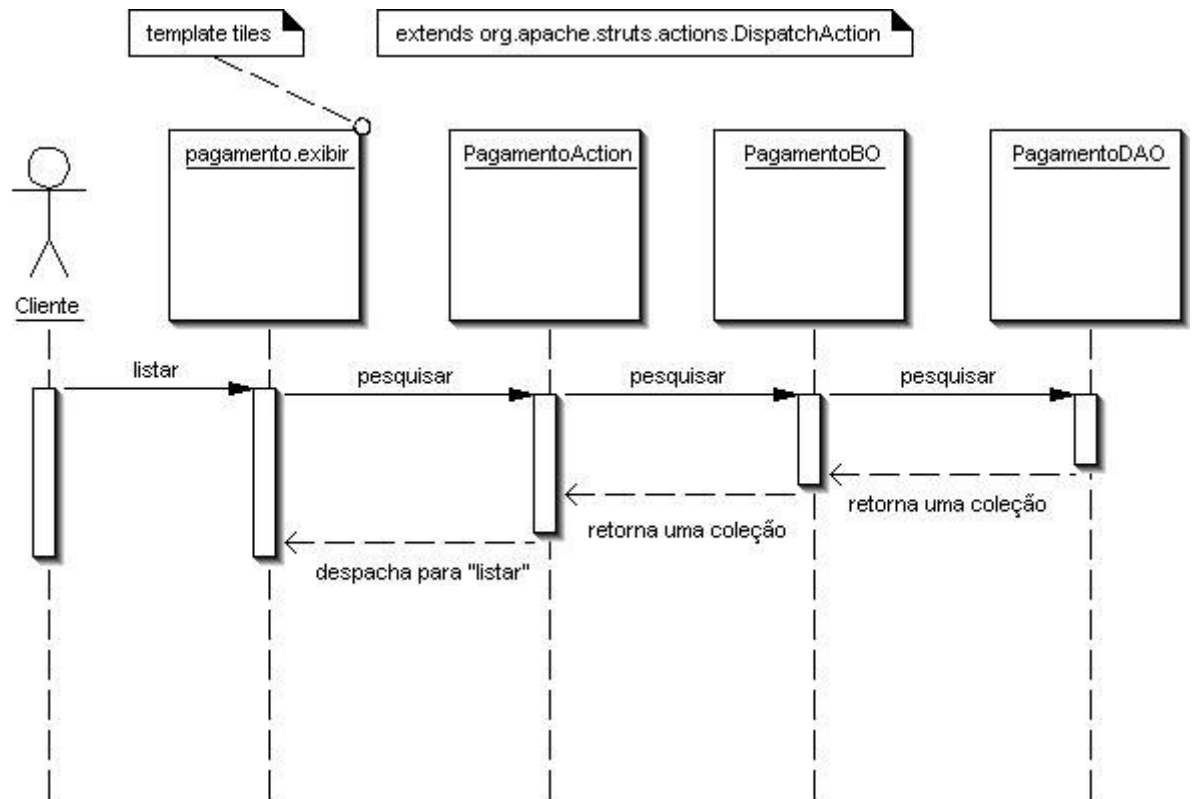 template tiles
extends org.apache.struts.actions.DispatchAction
pagamento.exibir
PagamentoAction
PagamentoBO
PagamentoDAO
Cliente
listar
pesquisar
pesquisar
pesquisar
retorna uma coleção
retorna uma coleção
despacha para "listar"